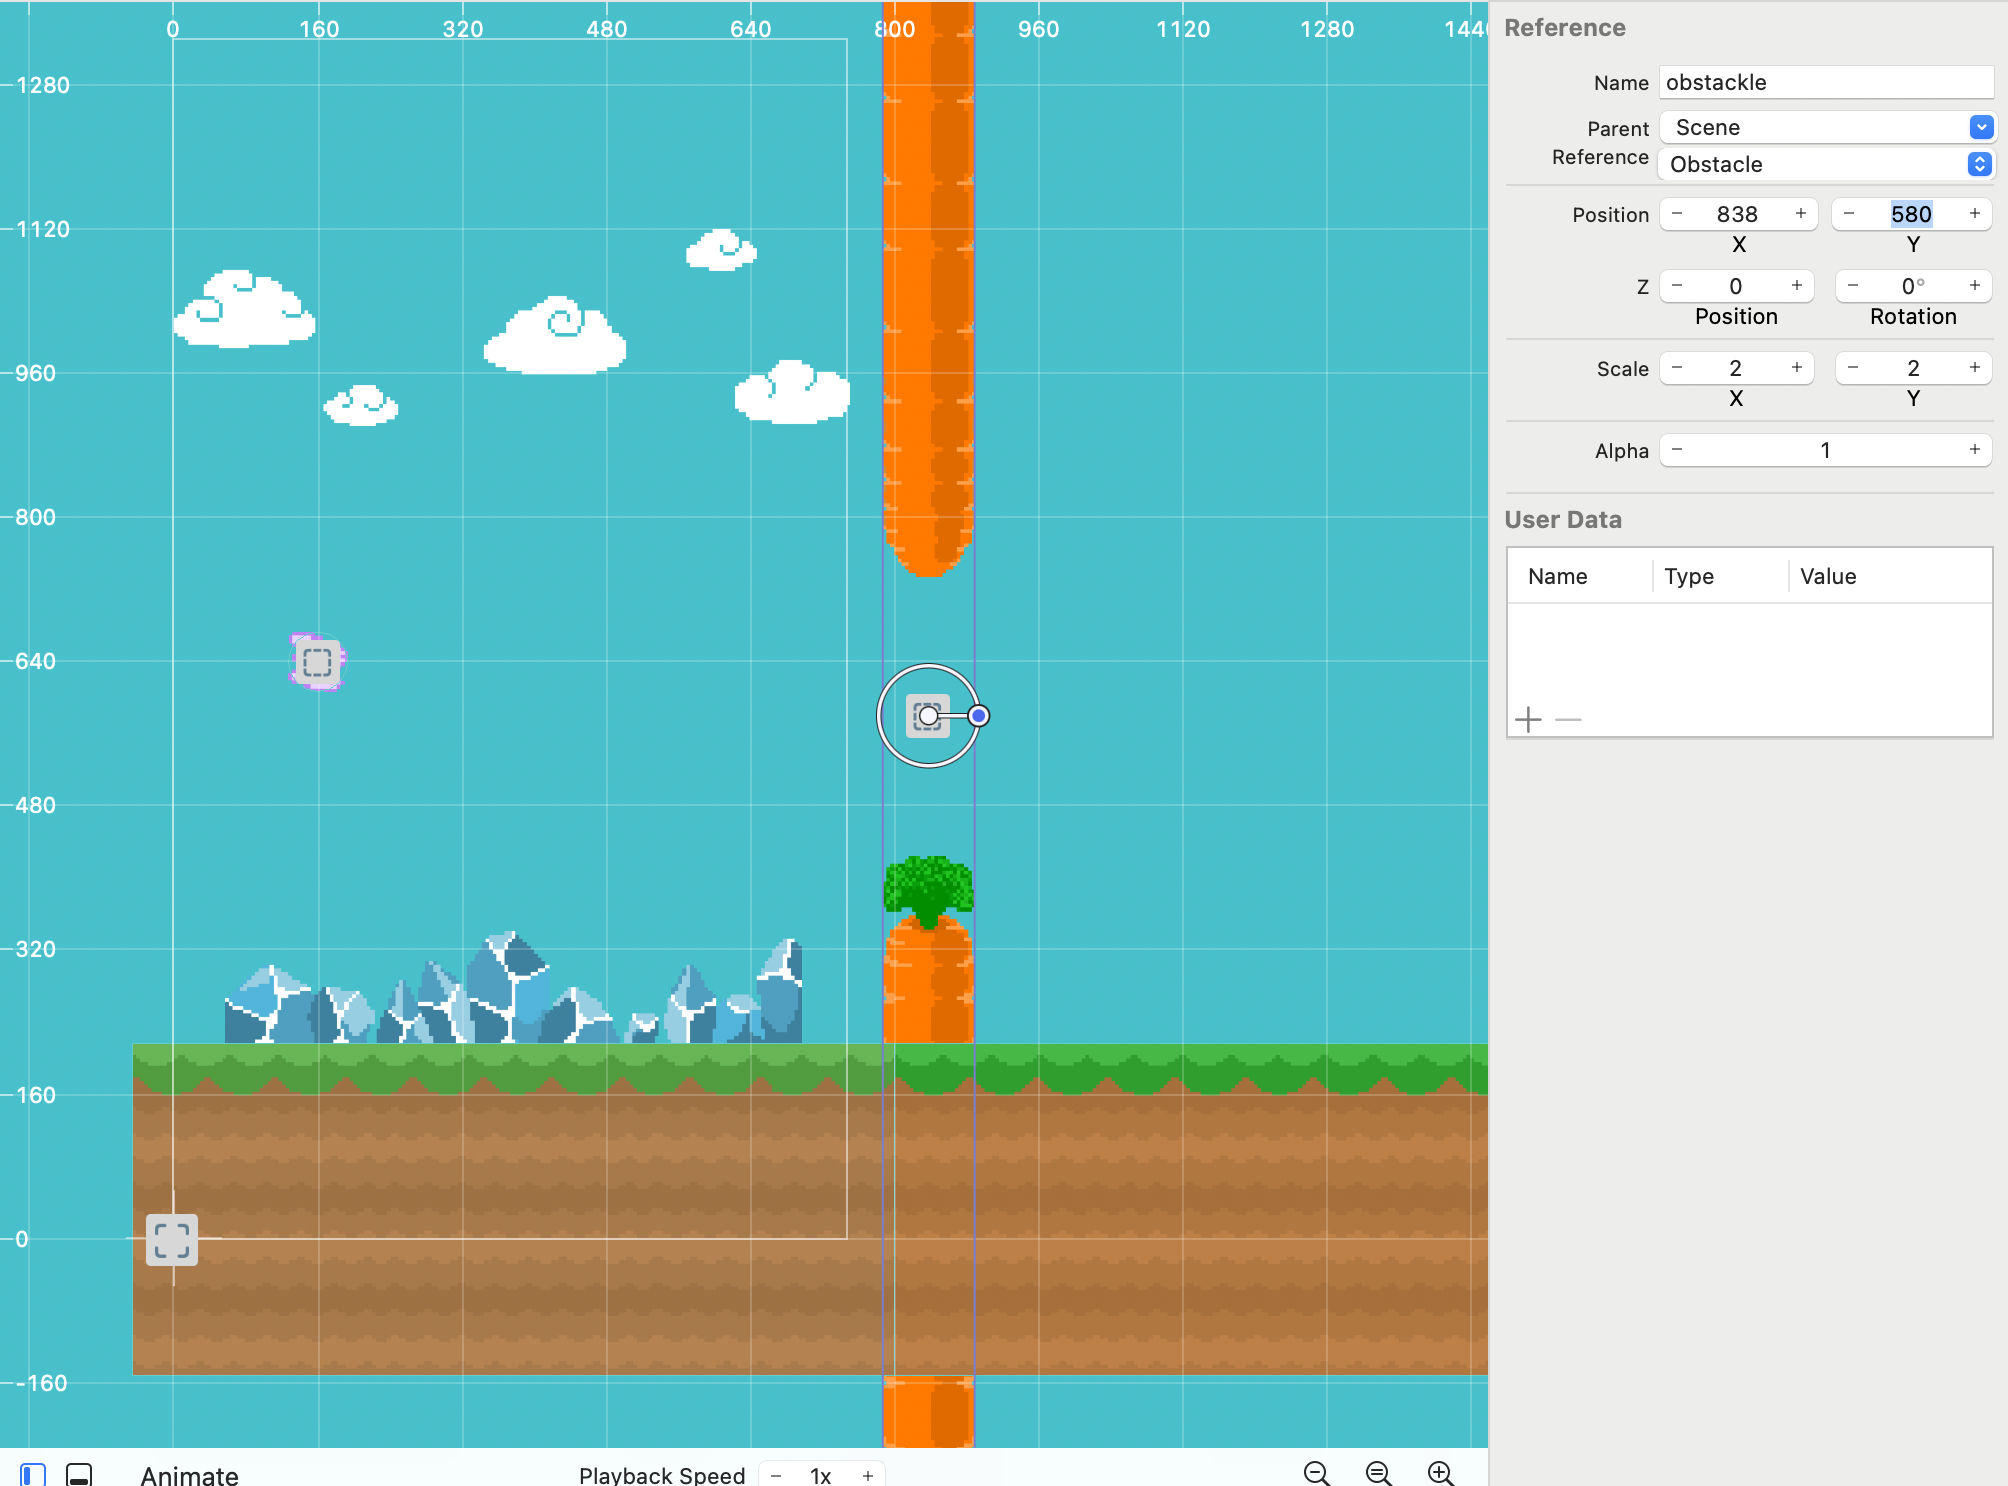 0 160 320 480 640 800 960 1120 1280 144
1280
1120
960
800
640
480
320
160
0
-160
Animate
Playback Speed − 1x +
Reference
Name obstackle
Parent Scene
Reference Obstacle
Position − 838 + − 580 +
X Y
Z − 0 + − 0° +
Position Rotation
Scale − 2 + − 2 +
X Y
Alpha − 1 +
User Data
Name Type Value